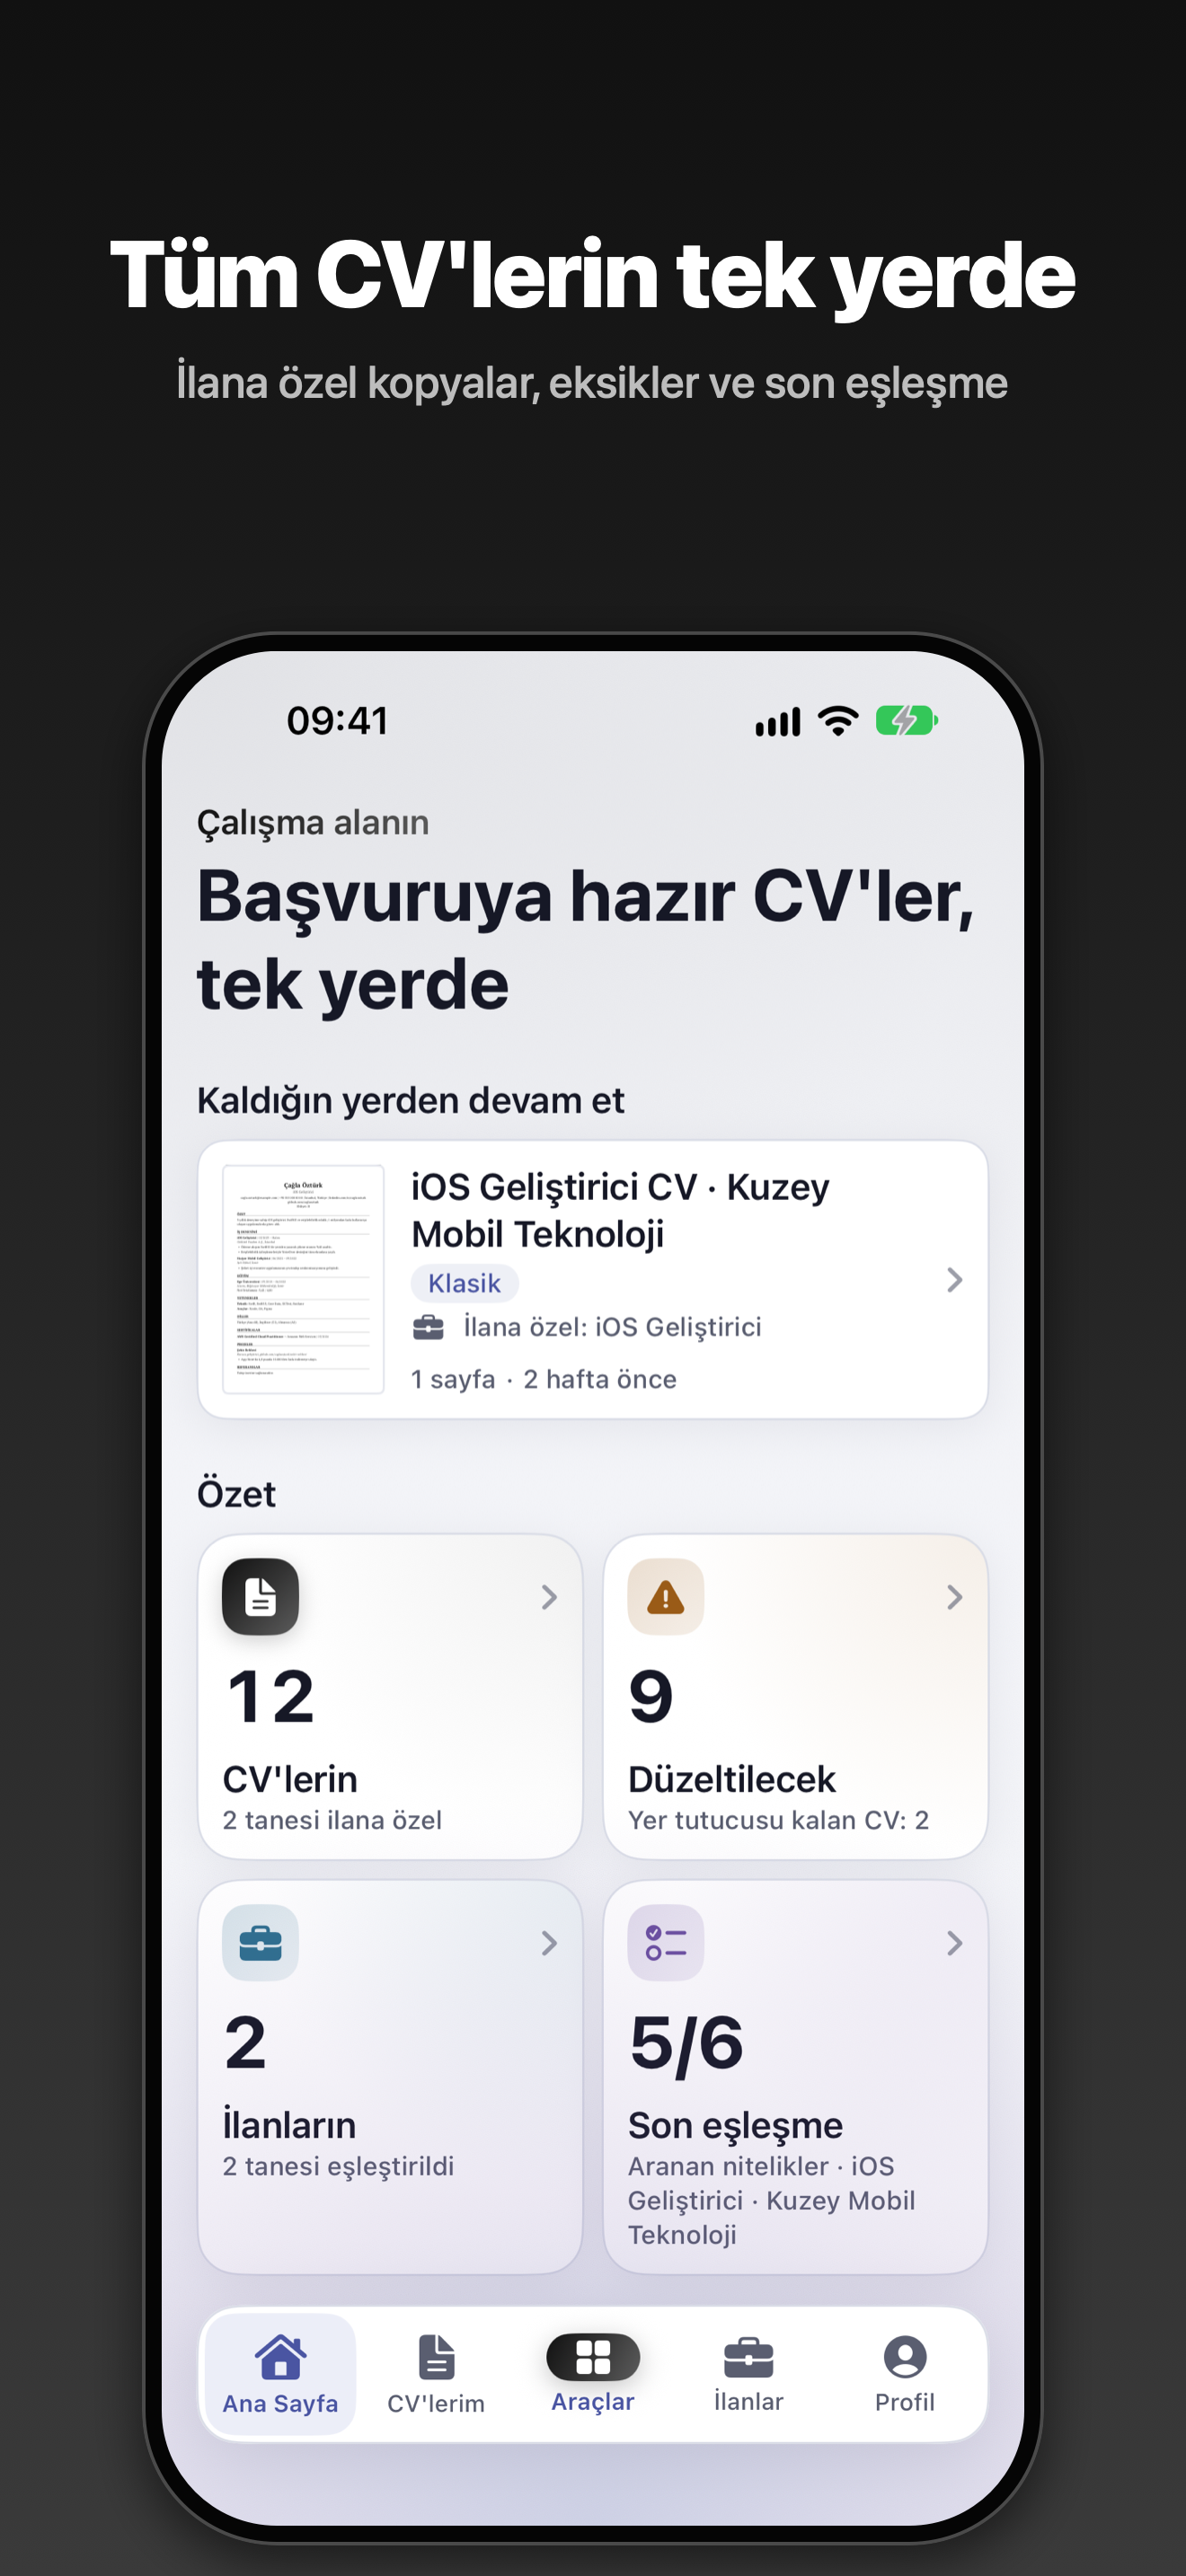 Tüm CV'lerin tek yerde
İlana özel kopyalar, eksikler ve son eşleşme
09:41
Çalışma alanın
Başvuruya hazır CV'ler,
tek yerde
Kaldığın yerden devam et
Çağla Öztürk
iOS Geliştirici CV · Kuzey
Mobil Teknoloji
Klasik
İlana özel: iOS Geliştirici
1 sayfa · 2 hafta önce
Özet
12
CV'lerin
2 tanesi ilana özel
9
Düzeltilecek
Yer tutucusu kalan CV: 2
2
İlanların
2 tanesi eşleştirildi
5/6
Son eşleşme
Aranan nitelikler · iOS
Geliştirici · Kuzey Mobil
Teknoloji
Ana Sayfa
CV'lerim
Araçlar
İlanlar
Profil